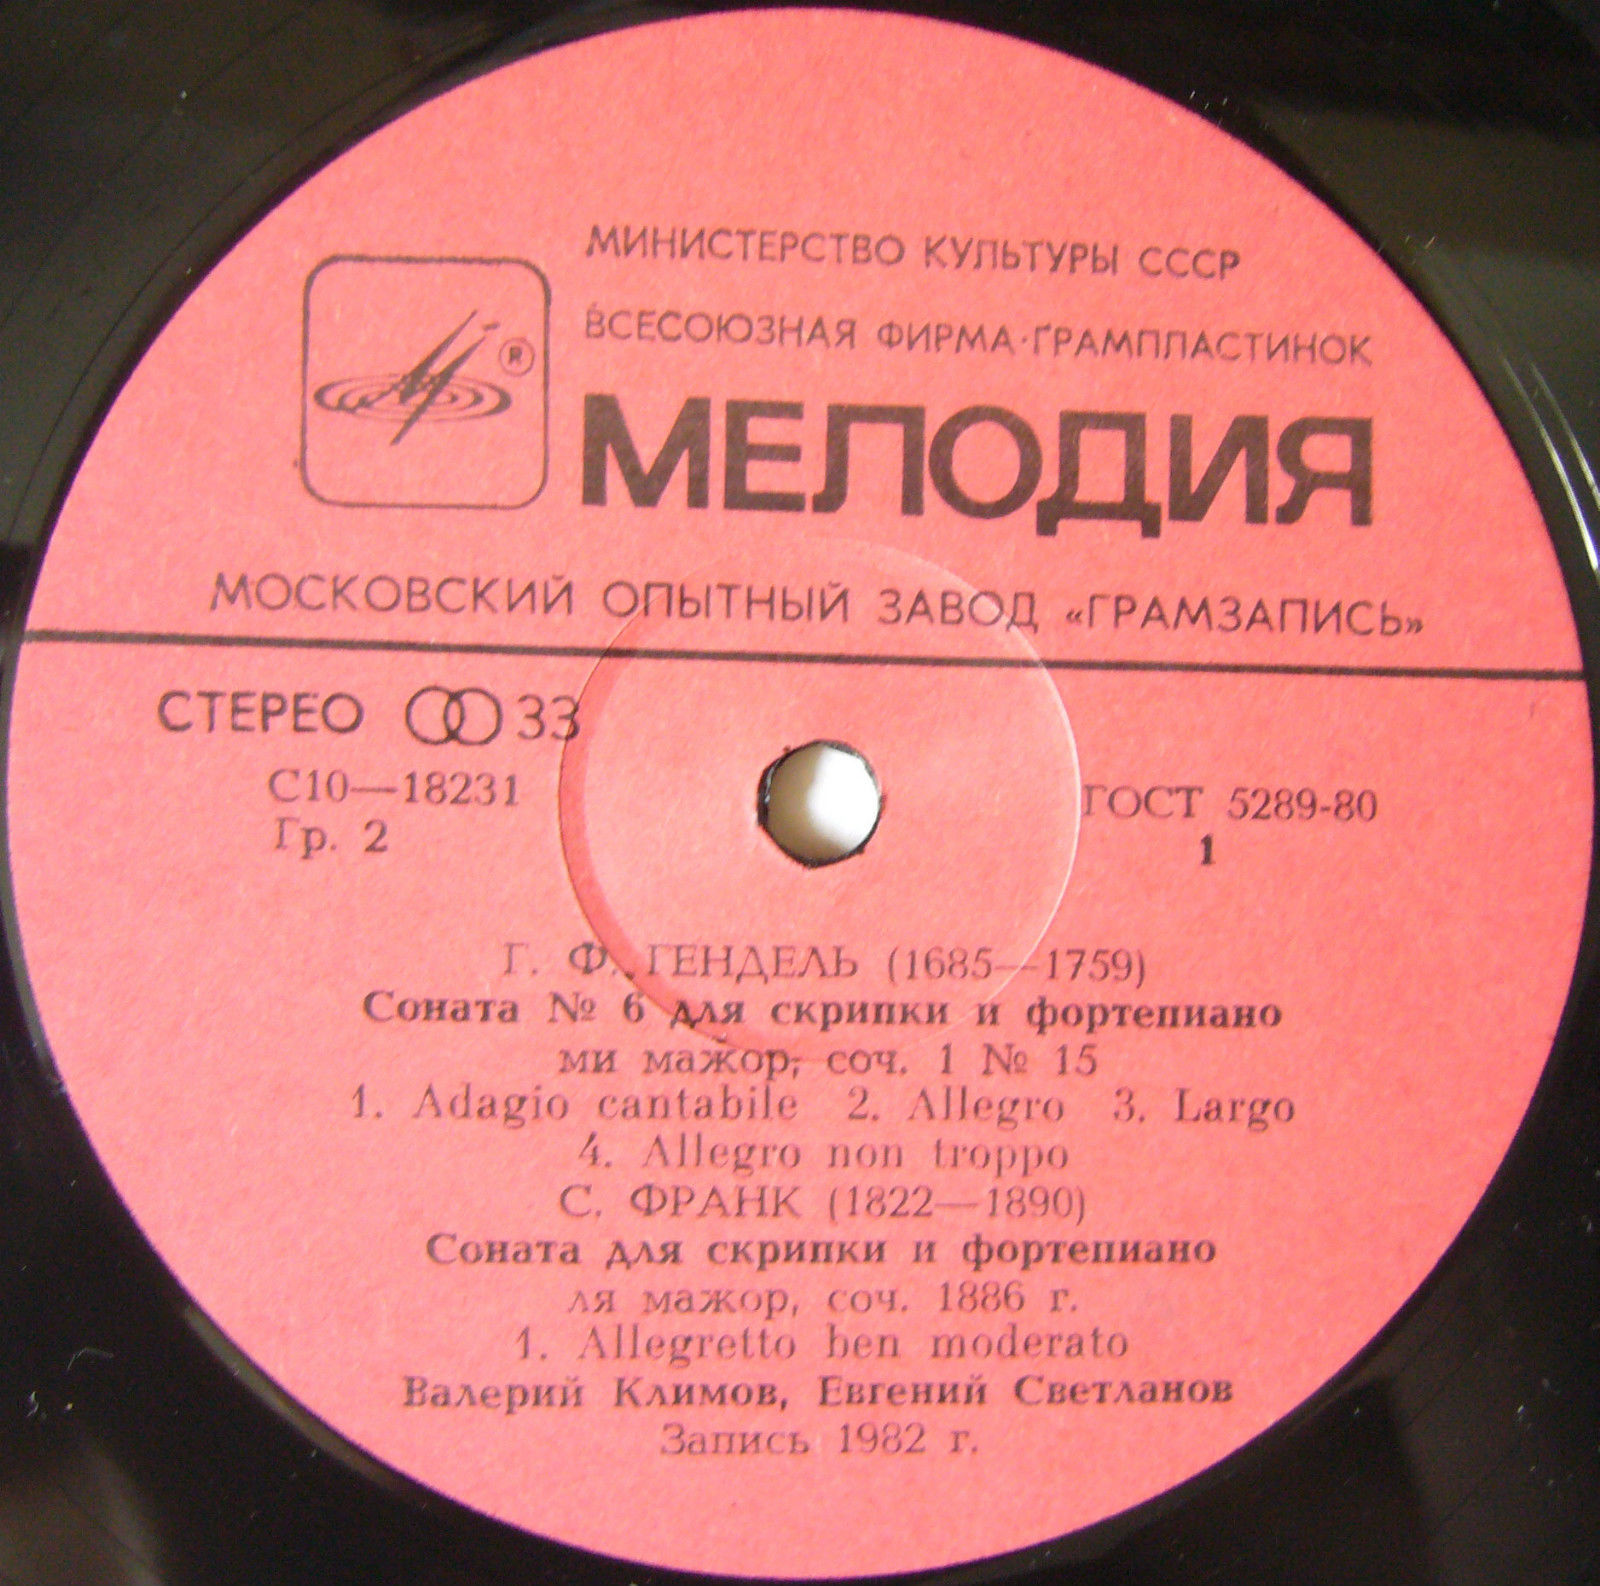 МИНИСТЕРСТВО КУЛЬТУРЫ СССР
ВСЕСОЮЗНАЯ ФИРМА·ГРАМПЛАСТИНОК
®
МЕЛОДИЯ
МОСКОВСКИЙ ОПЫТНЫЙ ЗАВОД «ГРАМЗАПИСЬ»
СТЕРЕО 33
С10—18231
ГОСТ 5289-80
Гр. 2
1
Г. Ф. ГЕНДЕЛЬ (1685—1759)
Соната № 6 для скрипки и фортепиано
ми мажор, соч. 1 № 15
1. Adagio cantabile 2. Allegro 3. Largo
4. Allegro non troppo
С. ФРАНК (1822—1890)
Соната для скрипки и фортепиано
ля мажор, соч. 1886 г.
1. Allegretto ben moderato
Валерий Климов, Евгений Светланов
Запись 1982 г.